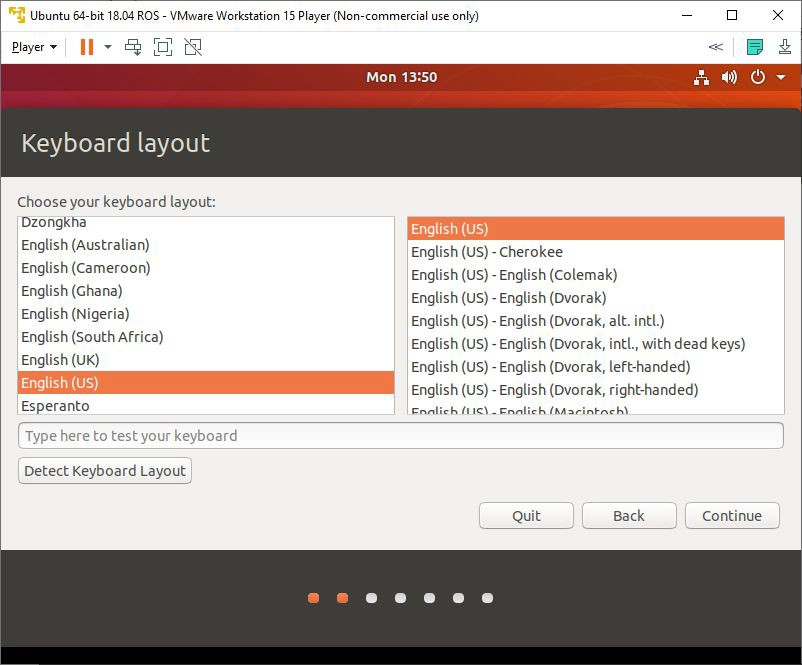 Ubuntu 64-bit 18.04 ROS - VMware Workstation 15 Player (Non-commercial use only)
Player
Mon 13:50
Keyboard layout
Choose your keyboard layout:
Dzongkha
English (Australian)
English (Cameroon)
English (Ghana)
English (Nigeria)
English (South Africa)
English (UK)
English (US)
Esperanto
English (US)
English (US) - Cherokee
English (US) - English (Colemak)
English (US) - English (Dvorak)
English (US) - English (Dvorak, alt. intl.)
English (US) - English (Dvorak, intl., with dead keys)
English (US) - English (Dvorak, left-handed)
English (US) - English (Dvorak, right-handed)
English (US) - English (Macintosh)
Type here to test your keyboard
Detect Keyboard Layout
Quit
Back
Continue